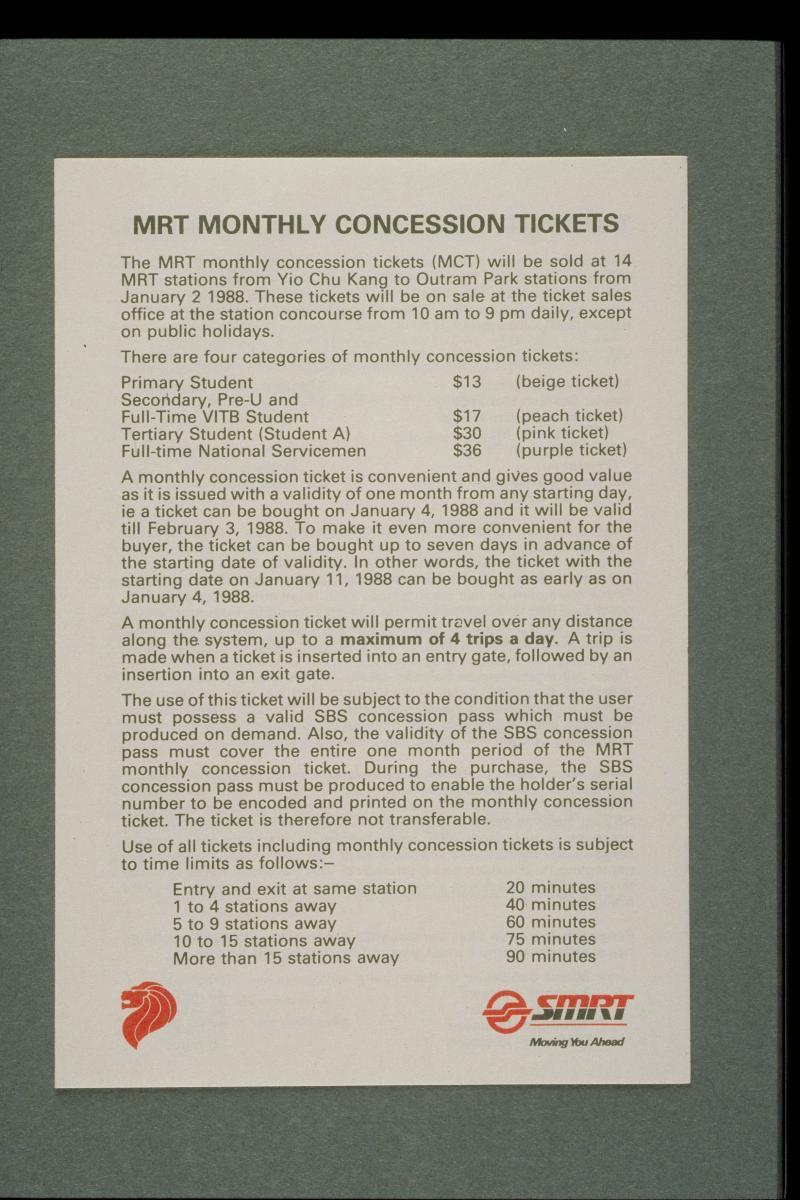 MRT MONTHLY CONCESSION TICKETS
The MRT monthly concession tickets (MCT) will be sold at 14
MRT stations from Yio Chu Kang to Outram Park stations from
January 2 1988. These tickets will be on sale at the ticket sales
office at the station concourse from 10 am to 9 pm daily, except
on public holidays.
There are four categories of monthly concession tickets:
Primary Student $13 (beige ticket)
Secondary, Pre-U and
Full-Time VITB Student $17 (peach ticket)
Tertiary Student (Student A) $30 (pink ticket)
Full-time National Servicemen $36 (purple ticket)
A monthly concession ticket is convenient and gives good value
as it is issued with a validity of one month from any starting day,
ie a ticket can be bought on January 4, 1988 and it will be valid
till February 3, 1988. To make it even more convenient for the
buyer, the ticket can be bought up to seven days in advance of
the starting date of validity. In other words, the ticket with the
starting date on January 11, 1988 can be bought as early as on
January 4, 1988.
A monthly concession ticket will permit travel over any distance
along the system, up to a maximum of 4 trips a day. A trip is
made when a ticket is inserted into an entry gate, followed by an
insertion into an exit gate.
The use of this ticket will be subject to the condition that the user
must possess a valid SBS concession pass which must be
produced on demand. Also, the validity of the SBS concession
pass must cover the entire one month period of the MRT
monthly concession ticket. During the purchase, the SBS
concession pass must be produced to enable the holder's serial
number to be encoded and printed on the monthly concession
ticket. The ticket is therefore not transferable.
Use of all tickets including monthly concession tickets is subject
to time limits as follows:–
Entry and exit at same station 20 minutes
1 to 4 stations away 40 minutes
5 to 9 stations away 60 minutes
10 to 15 stations away 75 minutes
More than 15 stations away 90 minutes
SMRT
Moving You Ahead